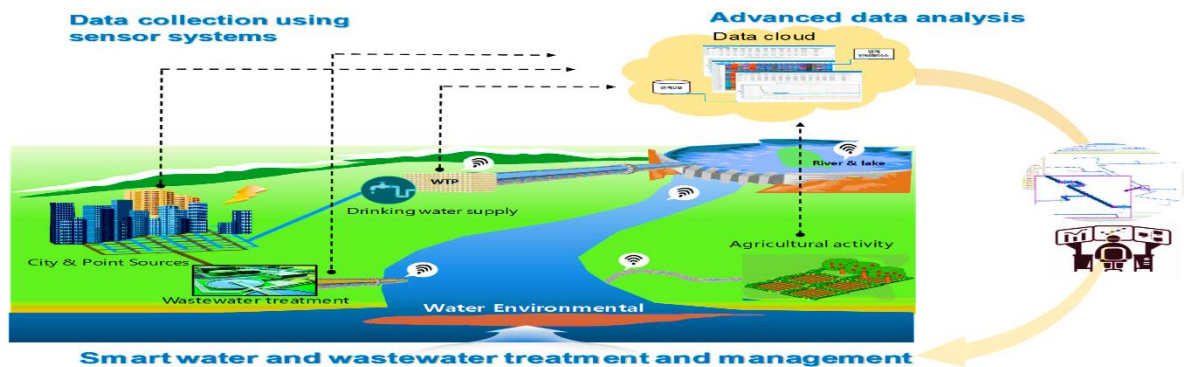 Data collection using
sensor systems
Advanced data analysis
Data cloud
River & lake
WTP
Drinking water supply
Agricultural activity
City & Point Sources
Wastewater treatment
Water Environmental
Smart water and wastewater treatment and management